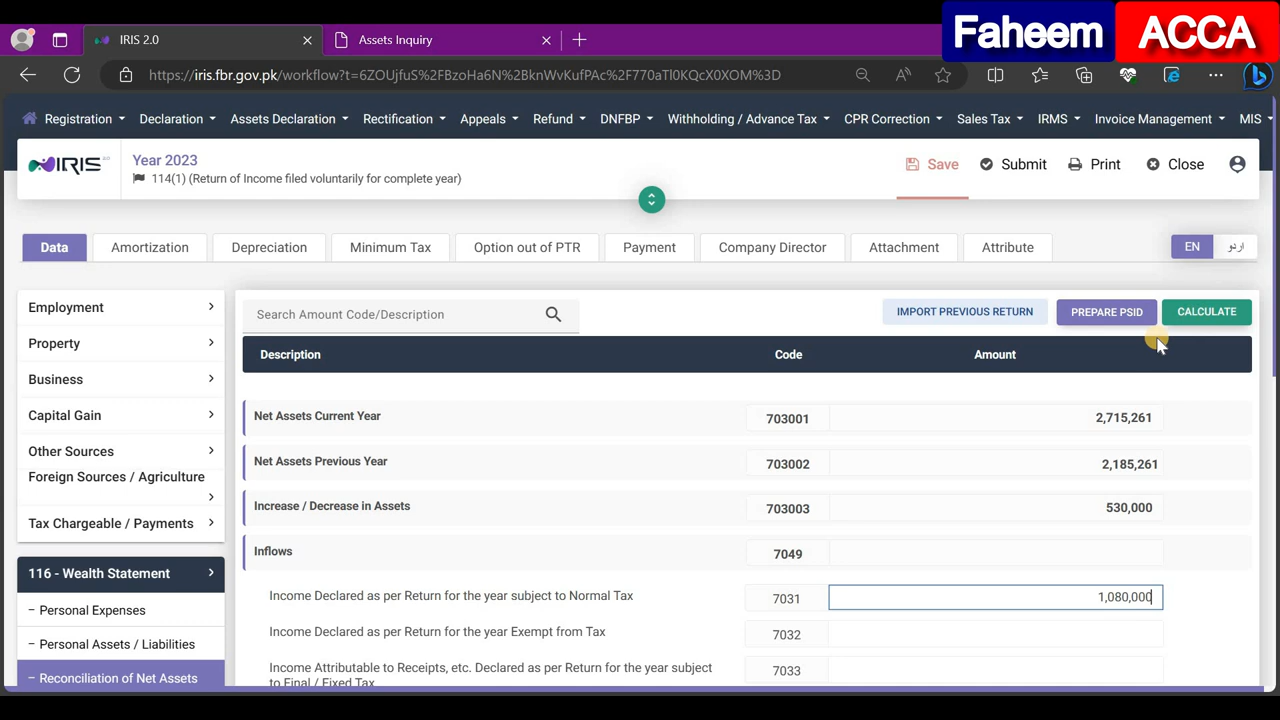 Faheem ACCA
IRIS 2.0
Assets Inquiry
https://iris.fbr.gov.pk/workflow?t=6ZOUjfuS%2FBzoHa6N%2BknWvKufPAc%2F770aTl0KQcX0XOM%3D
Registration Declaration Assets Declaration Rectification Appeals Refund DNFBP Withholding / Advance Tax CPR Correction Sales Tax IRMS Invoice Management MIS
IRIS 2.0
Year 2023
114(1) (Return of Income filed voluntarily for complete year)
Save Submit Print Close
Data Amortization Depreciation Minimum Tax Option out of PTR Payment Company Director Attachment Attribute EN اردو
Employment
Property
Business
Capital Gain
Other Sources
Foreign Sources / Agriculture
Tax Chargeable / Payments
116 - Wealth Statement
– Personal Expenses
– Personal Assets / Liabilities
– Reconciliation of Net Assets
Search Amount Code/Description
IMPORT PREVIOUS RETURN PREPARE PSID CALCULATE
Description Code Amount
Net Assets Current Year 703001 2,715,261
Net Assets Previous Year 703002 2,185,261
Increase / Decrease in Assets 703003 530,000
Inflows 7049
Income Declared as per Return for the year subject to Normal Tax 7031 1,080,000
Income Declared as per Return for the year Exempt from Tax 7032
Income Attributable to Receipts, etc. Declared as per Return for the year subject 7033
to Final / Fixed Tax